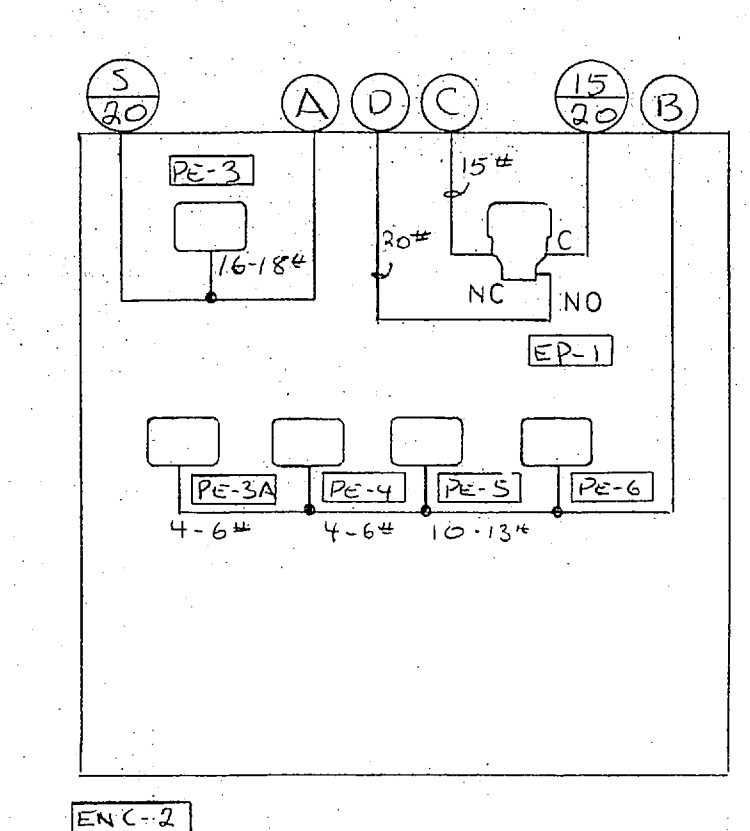 S
20
A
D
C
15
20
B
PE-3
15#
20#
16-18#
C
NC
NO
EP-1
PE-3A
PE-4
PE-5
PE-6
4-6#
4-6#
10-13#
ENC-2